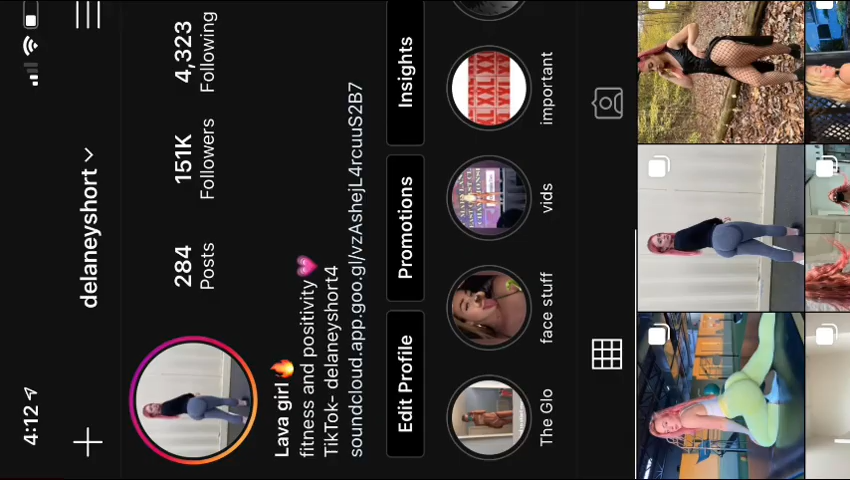 4:12
delaneyshort
284
Posts
151K
Followers
4,323
Following
Lava girl
fitness and positivity
TikTok- delaneyshort4
soundcloud.app.goo.gl/vzAshejL4rcuuS2B7
Edit Profile
Promotions
Insights
The Glo
face stuff
vids
important